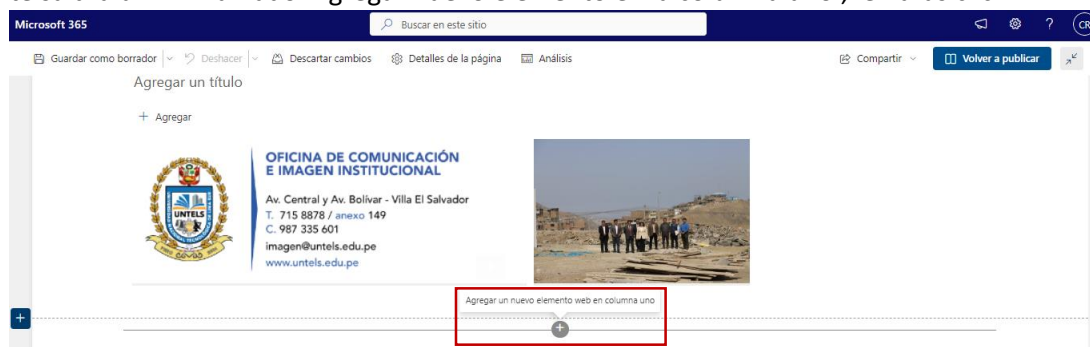 Microsoft 365
Buscar en este sitio
?
CR
Guardar como borrador
Deshacer
Descartar cambios
Detalles de la página
Análisis
Compartir
Volver a publicar
Agregar un título
+ Agregar
UNTELS
OFICINA DE COMUNICACIÓN
E IMAGEN INSTITUCIONAL
Av. Central y Av. Bolívar - Villa El Salvador
T. 715 8878 / anexo 149
C. 987 335 601
imagen@untels.edu.pe
www.untels.edu.pe
Agregar un nuevo elemento web en columna uno